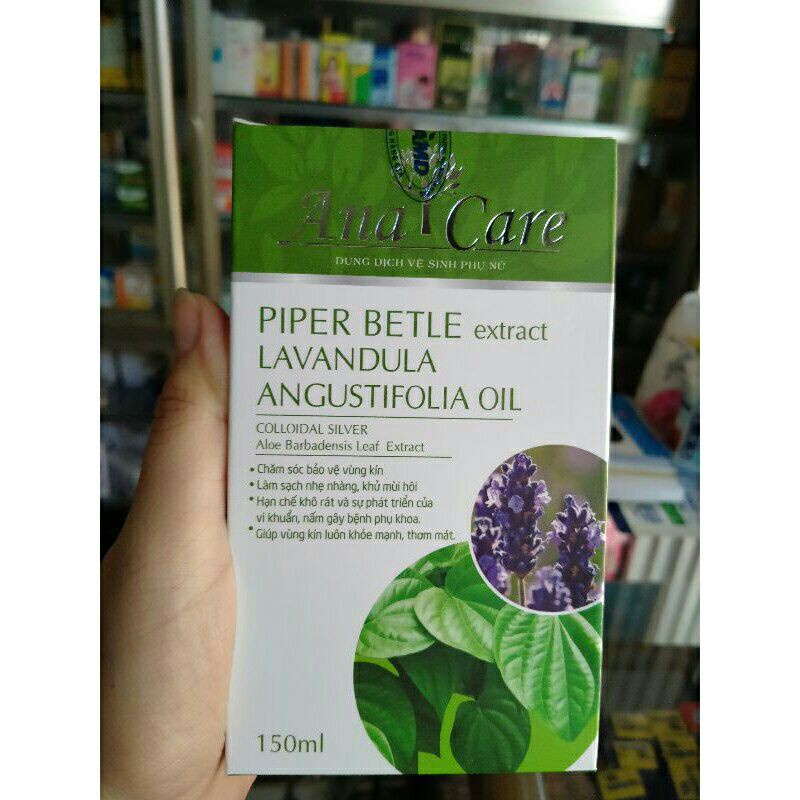 Ana Care
DUNG DỊCH VỆ SINH PHỤ NỮ
PIPER BETLE extract
LAVANDULA
ANGUSTIFOLIA OIL
COLLOIDAL SILVER
Aloe Barbadensis Leaf Extract
• Chăm sóc bảo vệ vùng kín
• Làm sạch nhẹ nhàng, khử mùi hôi
• Hạn chế khô rát và sự phát triển của
vi khuẩn, nấm gây bệnh phụ khoa.
• Giúp vùng kín luôn khỏe mạnh, thơm mát.
150ml